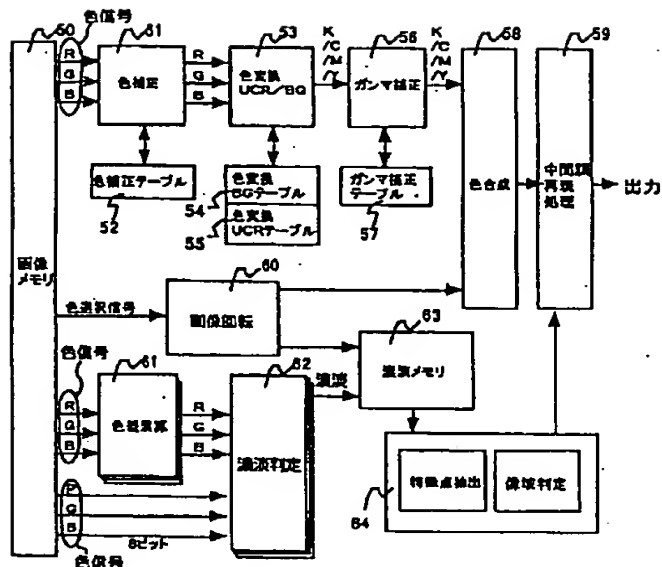 色信号
50
51
53
56
58
59
R
G
B
色補正
R
G
B
色変換
UCR/BG
K
/C
/M
/Y
ガンマ補正
K
/C
/M
/Y
色合成
中間調
再現
処理
出力
色補正テーブル
52
色変換
BGテーブル
54
色変換
UCRテーブル
55
ガンマ補正
テーブル
57
画像
メモリ
色選択信号
60
画像回転
63
濃淡メモリ
色信号
61
R
G
B
R
G
B
62
濃淡判定
濃淡
G
B
8ビット
色信号
特徴点抽出
像域判定
64